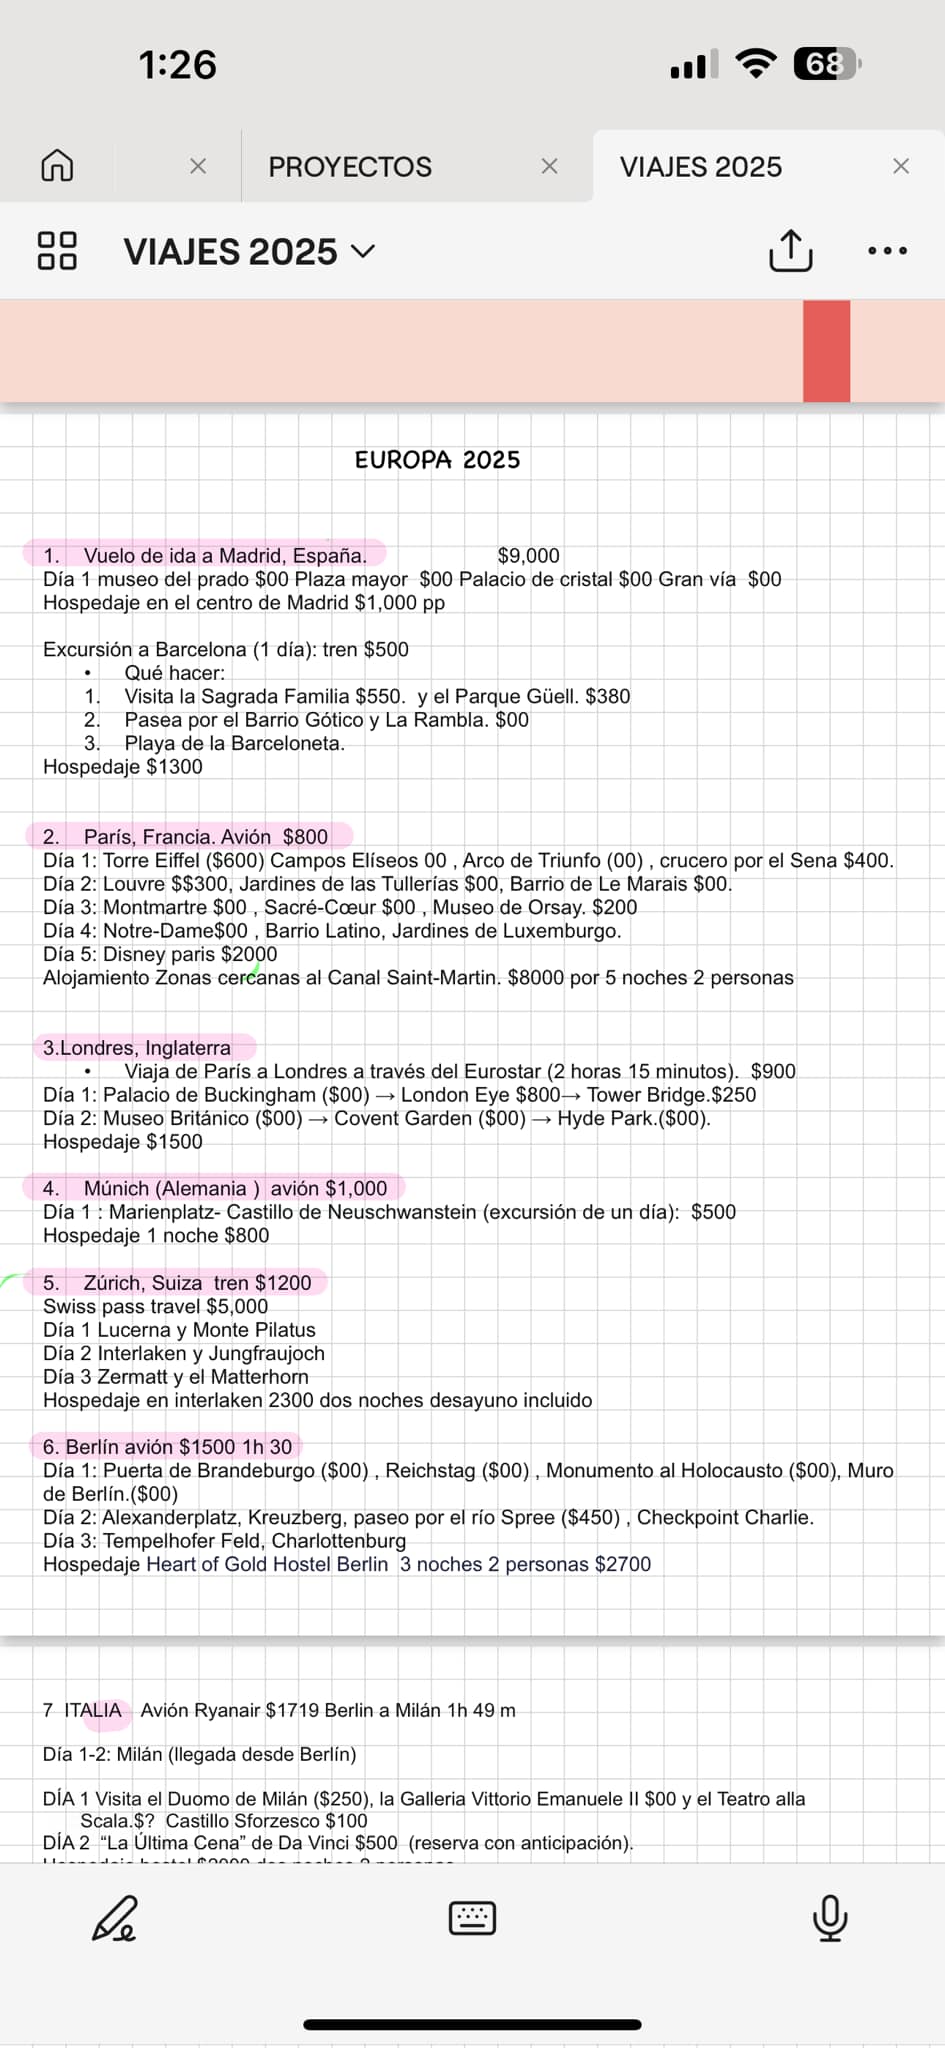 1:26
68
PROYECTOS
VIAJES 2025
VIAJES 2025
EUROPA 2025
1. Vuelo de ida a Madrid, España. $9,000
Día 1 museo del prado $00 Plaza mayor $00 Palacio de cristal $00 Gran vía $00
Hospedaje en el centro de Madrid $1,000 pp
Excursión a Barcelona (1 día): tren $500
• Qué hacer:
1. Visita la Sagrada Familia $550. y el Parque Güell. $380
2. Pasea por el Barrio Gótico y La Rambla. $00
3. Playa de la Barceloneta.
Hospedaje $1300
2. París, Francia. Avión $800
Día 1: Torre Eiffel ($600) Campos Elíseos 00 , Arco de Triunfo (00) , crucero por el Sena $400.
Día 2: Louvre $$300, Jardines de las Tullerías $00, Barrio de Le Marais $00.
Día 3: Montmartre $00 , Sacré-Cœur $00 , Museo de Orsay. $200
Día 4: Notre-Dame$00 , Barrio Latino, Jardines de Luxemburgo.
Día 5: Disney paris $2000
Alojamiento Zonas cercanas al Canal Saint-Martin. $8000 por 5 noches 2 personas
3.Londres, Inglaterra
• Viaja de París a Londres a través del Eurostar (2 horas 15 minutos). $900
Día 1: Palacio de Buckingham ($00) → London Eye $800→ Tower Bridge.$250
Día 2: Museo Británico ($00) → Covent Garden ($00) → Hyde Park.($00).
Hospedaje $1500
4. Múnich (Alemania ) avión $1,000
Día 1 : Marienplatz- Castillo de Neuschwanstein (excursión de un día): $500
Hospedaje 1 noche $800
5. Zúrich, Suiza tren $1200
Swiss pass travel $5,000
Día 1 Lucerna y Monte Pilatus
Día 2 Interlaken y Jungfraujoch
Día 3 Zermatt y el Matterhorn
Hospedaje en interlaken 2300 dos noches desayuno incluido
6. Berlín avión $1500 1h 30
Día 1: Puerta de Brandeburgo ($00) , Reichstag ($00) , Monumento al Holocausto ($00), Muro
de Berlín.($00)
Día 2: Alexanderplatz, Kreuzberg, paseo por el río Spree ($450) , Checkpoint Charlie.
Día 3: Tempelhofer Feld, Charlottenburg
Hospedaje Heart of Gold Hostel Berlin 3 noches 2 personas $2700
7 ITALIA Avión Ryanair $1719 Berlin a Milán 1h 49 m
Día 1-2: Milán (llegada desde Berlín)
DÍA 1 Visita el Duomo de Milán ($250), la Galleria Vittorio Emanuele II $00 y el Teatro alla
Scala.$? Castillo Sforzesco $100
DÍA 2 “La Última Cena” de Da Vinci $500 (reserva con anticipación).